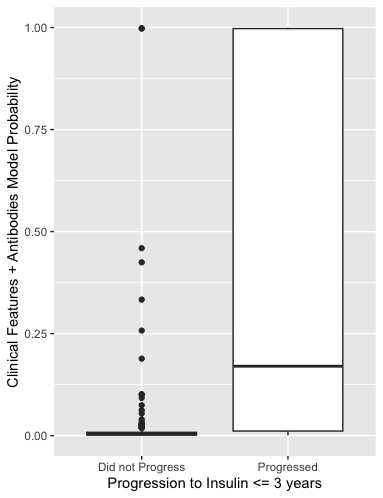 Clinical Features + Antibodies Model Probability
1.00
0.75
0.50
0.25
0.00
Did not Progress
Progressed
Progression to Insulin <= 3 years